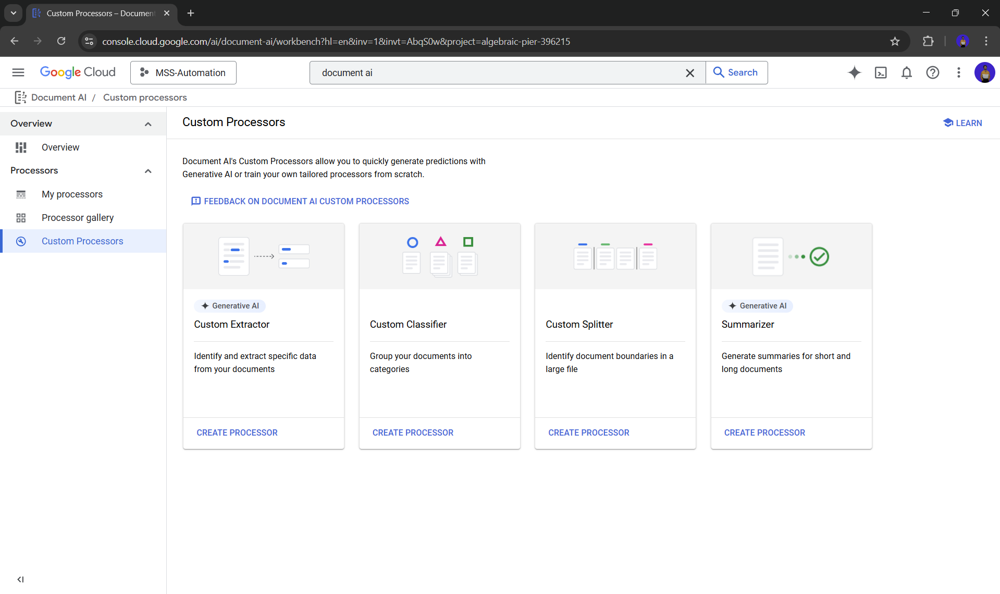 Custom Processors – Document
console.cloud.google.com/ai/document-ai/workbench?hl=en&inv=1&invt=AbqS0w&project=algebraic-pier-396215
Google Cloud
MSS-Automation
document ai
Search
Document AI / Custom processors
Overview
Overview
Processors
My processors
Processor gallery
Custom Processors
Custom Processors
LEARN
Document AI's Custom Processors allow you to quickly generate predictions with
Generative AI or train your own tailored processors from scratch.
FEEDBACK ON DOCUMENT AI CUSTOM PROCESSORS
Generative AI
Custom Extractor
Identify and extract specific data
from your documents
CREATE PROCESSOR
Custom Classifier
Group your documents into
categories
CREATE PROCESSOR
Custom Splitter
Identify document boundaries in a
large file
CREATE PROCESSOR
Generative AI
Summarizer
Generate summaries for short and
long documents
CREATE PROCESSOR